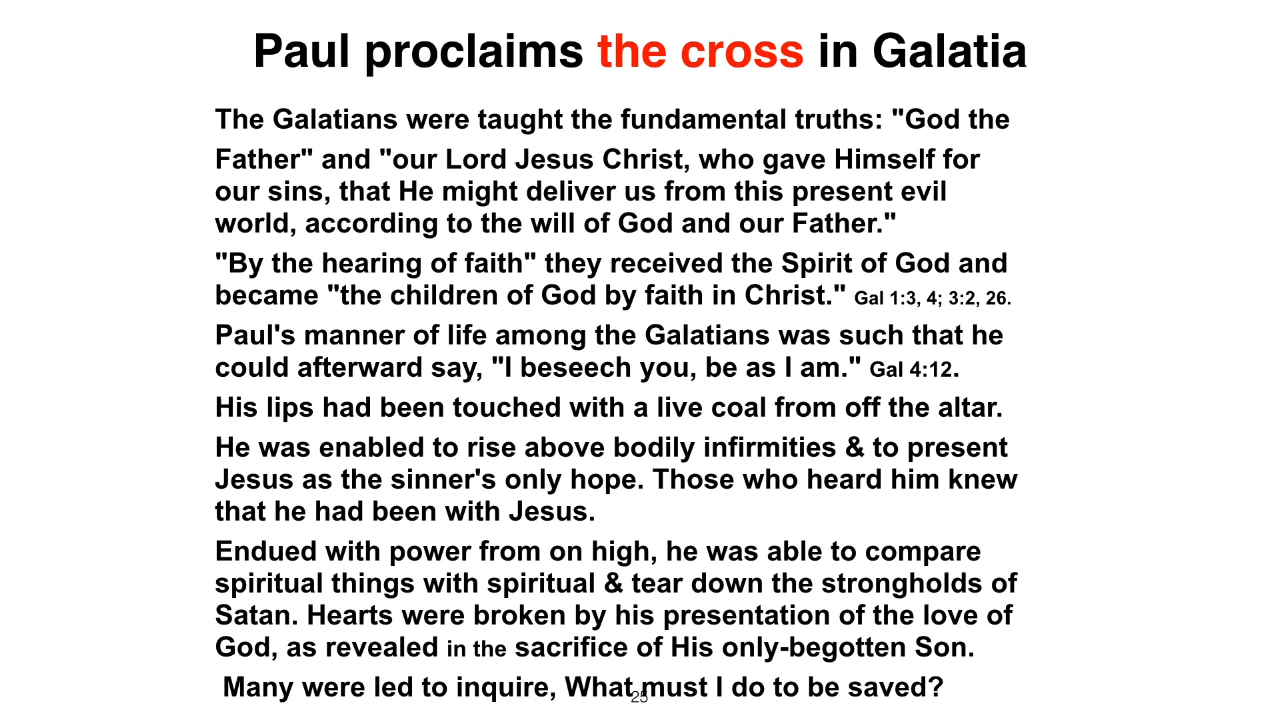 Paul proclaims the cross in Galatia
The Galatians were taught the fundamental truths: "God the
Father" and "our Lord Jesus Christ, who gave Himself for
our sins, that He might deliver us from this present evil
world, according to the will of God and our Father."
"By the hearing of faith" they received the Spirit of God and
became "the children of God by faith in Christ." Gal 1:3, 4; 3:2, 26.
Paul's manner of life among the Galatians was such that he
could afterward say, "I beseech you, be as I am." Gal 4:12.
His lips had been touched with a live coal from off the altar.
He was enabled to rise above bodily infirmities & to present
Jesus as the sinner's only hope. Those who heard him knew
that he had been with Jesus.
Endued with power from on high, he was able to compare
spiritual things with spiritual & tear down the strongholds of
Satan. Hearts were broken by his presentation of the love of
God, as revealed in the sacrifice of His only-begotten Son.
Many were led to inquire, What must I do to be saved?
25